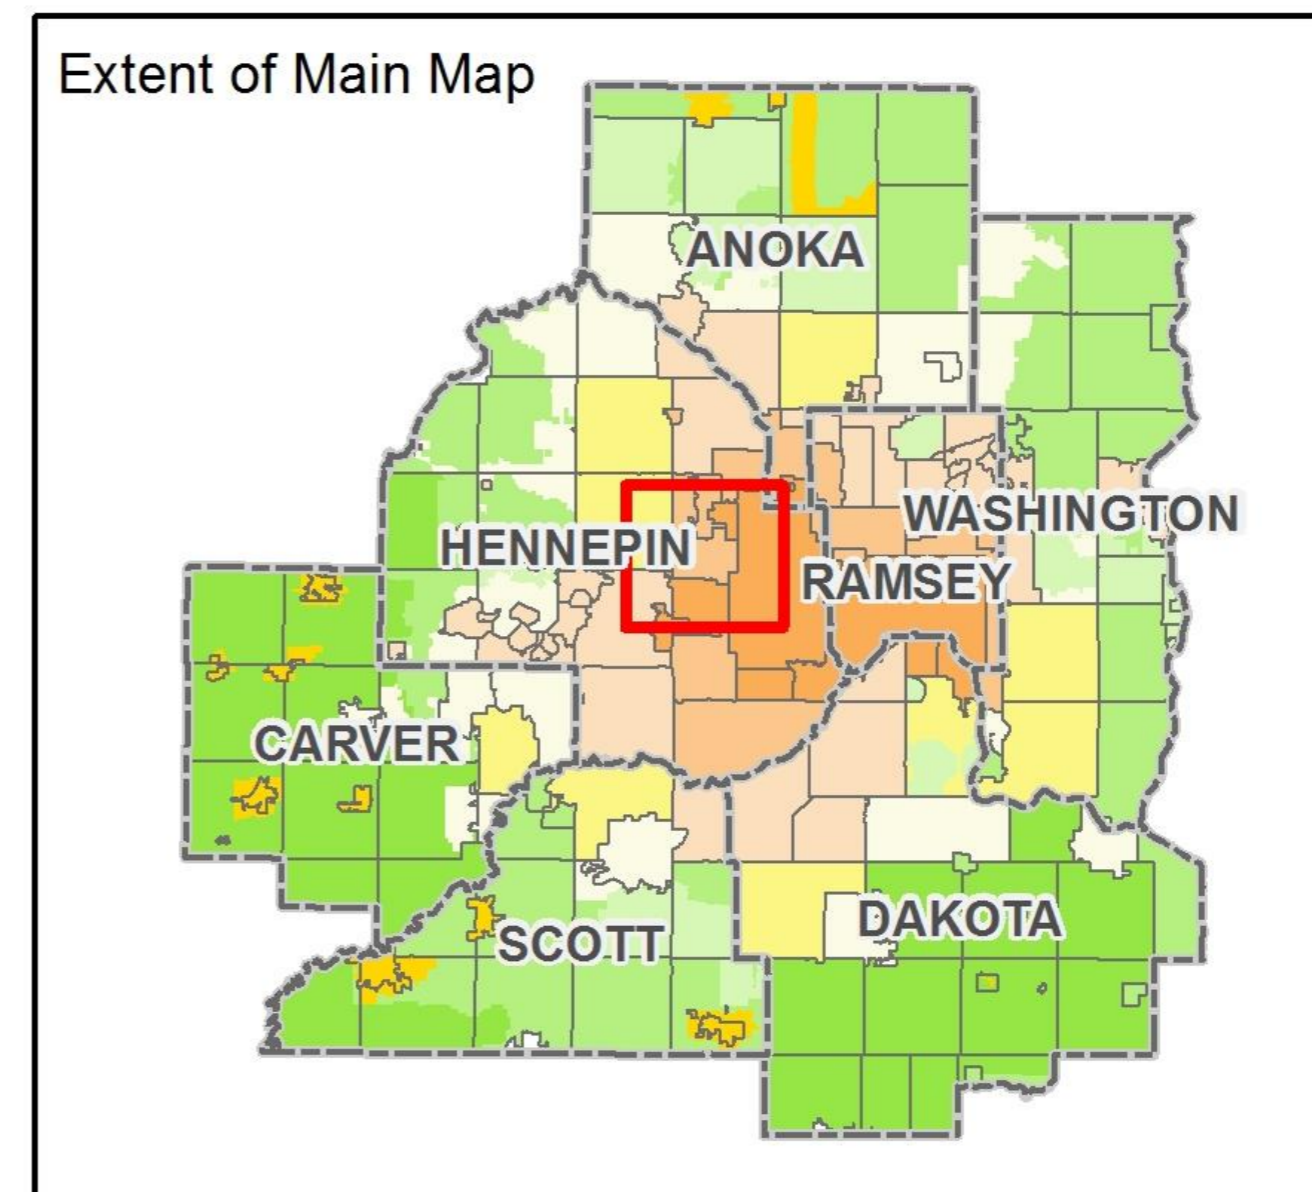 Extent of Main Map
ANOKA
WASHINGTON
HENNEPIN
RAMSEY
CARVER
DAKOTA
SCOTT